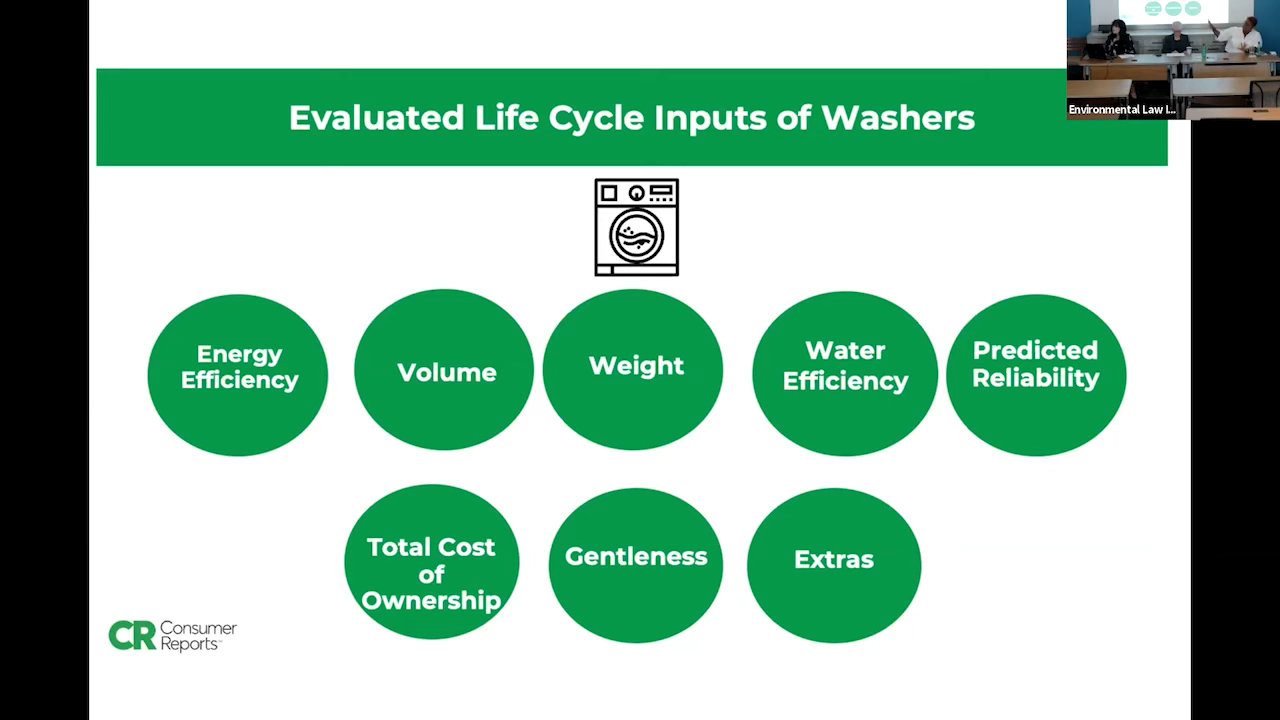 Environmental Law I...
Evaluated Life Cycle Inputs of Washers
Energy
Efficiency
Volume
Weight
Water
Efficiency
Predicted
Reliability
Total Cost
of
Ownership
Gentleness
Extras
CR Consumer
Reports